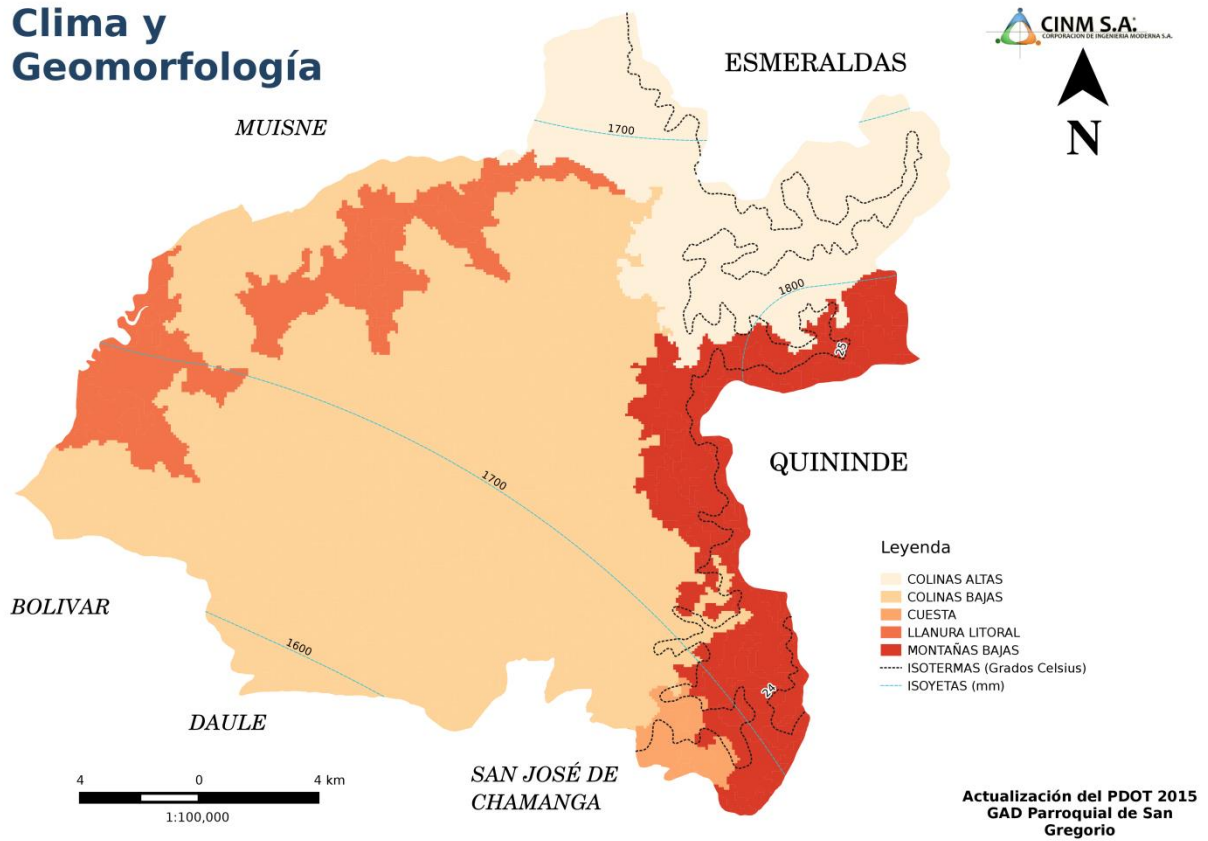 Clima y
Geomorfología
CINM S.A.
CORPORACION DE INGENIERIA MODERNA S.A.
ESMERALDAS
N
MUISNE
1700
1800
25
1700
QUININDE
Leyenda
COLINAS ALTAS
COLINAS BAJAS
CUESTA
LLANURA LITORAL
MONTAÑAS BAJAS
ISOTERMAS (Grados Celsius)
ISOYETAS (mm)
BOLIVAR
1600
24
DAULE
SAN JOSÉ DE
CHAMANGA
4 0 4 km
1:100,000
Actualización del PDOT 2015
GAD Parroquial de San
Gregorio